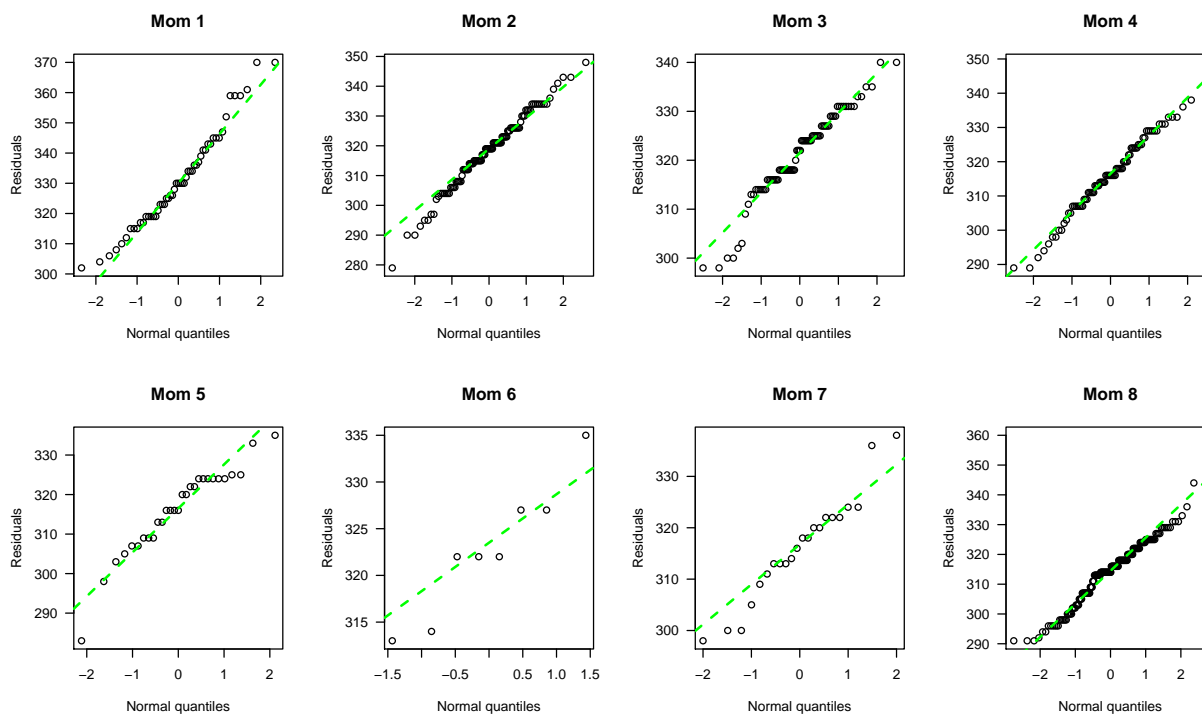 Mom 1
Mom 2
Mom 3
Mom 4
Residuals
370
360
350
340
330
320
310
300
−2 −1 0 1 2
Normal quantiles
Residuals
350
340
330
320
310
300
290
280
−2 −1 0 1 2
Normal quantiles
Residuals
340
330
320
310
300
−2 −1 0 1 2
Normal quantiles
Residuals
350
340
330
320
310
300
290
−2 −1 0 1 2
Normal quantiles
Mom 5
Mom 6
Mom 7
Mom 8
Residuals
330
320
310
300
290
−2 −1 0 1 2
Normal quantiles
Residuals
335
330
325
320
315
−1.5 −0.5 0.5 1.0 1.5
Normal quantiles
Residuals
330
320
310
300
−2 −1 0 1 2
Normal quantiles
Residuals
360
350
340
330
320
310
300
290
−2 −1 0 1 2
Normal quantiles